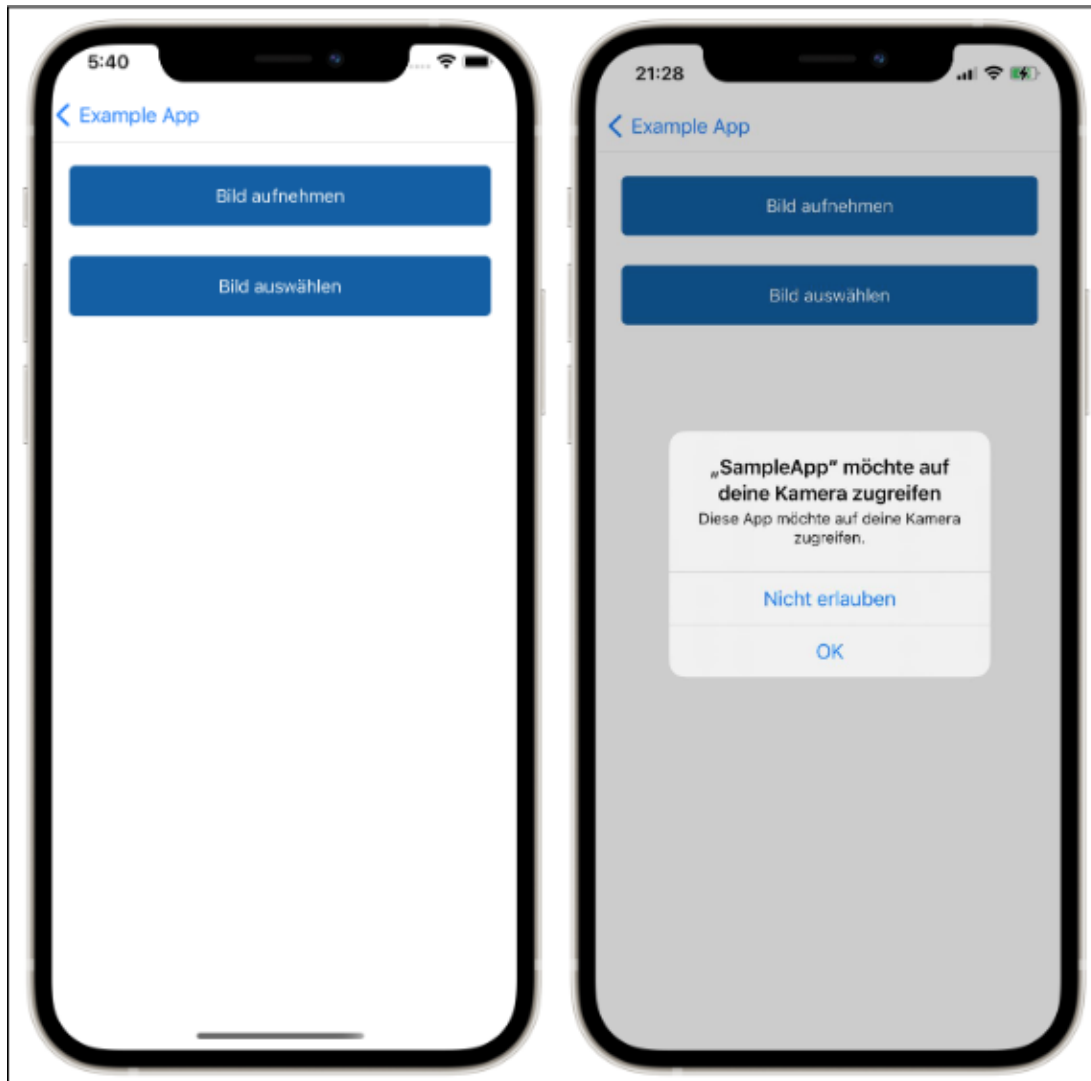 5:40
Example App
Bild aufnehmen
Bild auswählen
21:28
Example App
Bild aufnehmen
Bild auswählen
„SampleApp" möchte auf
deine Kamera zugreifen
Diese App möchte auf deine Kamera
zugreifen.
Nicht erlauben
OK